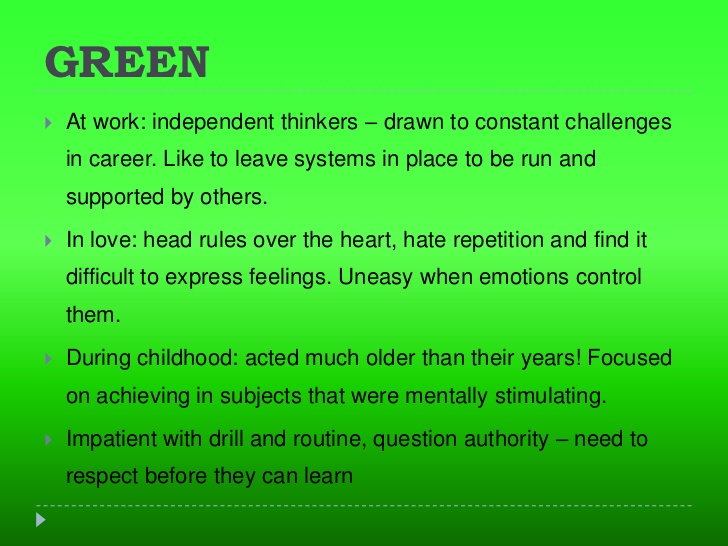 GREEN
At work: independent thinkers – drawn to constant challenges
in career. Like to leave systems in place to be run and
supported by others.
In love: head rules over the heart, hate repetition and find it
difficult to express feelings. Uneasy when emotions control
them.
During childhood: acted much older than their years! Focused
on achieving in subjects that were mentally stimulating.
Impatient with drill and routine, question authority – need to
respect before they can learn